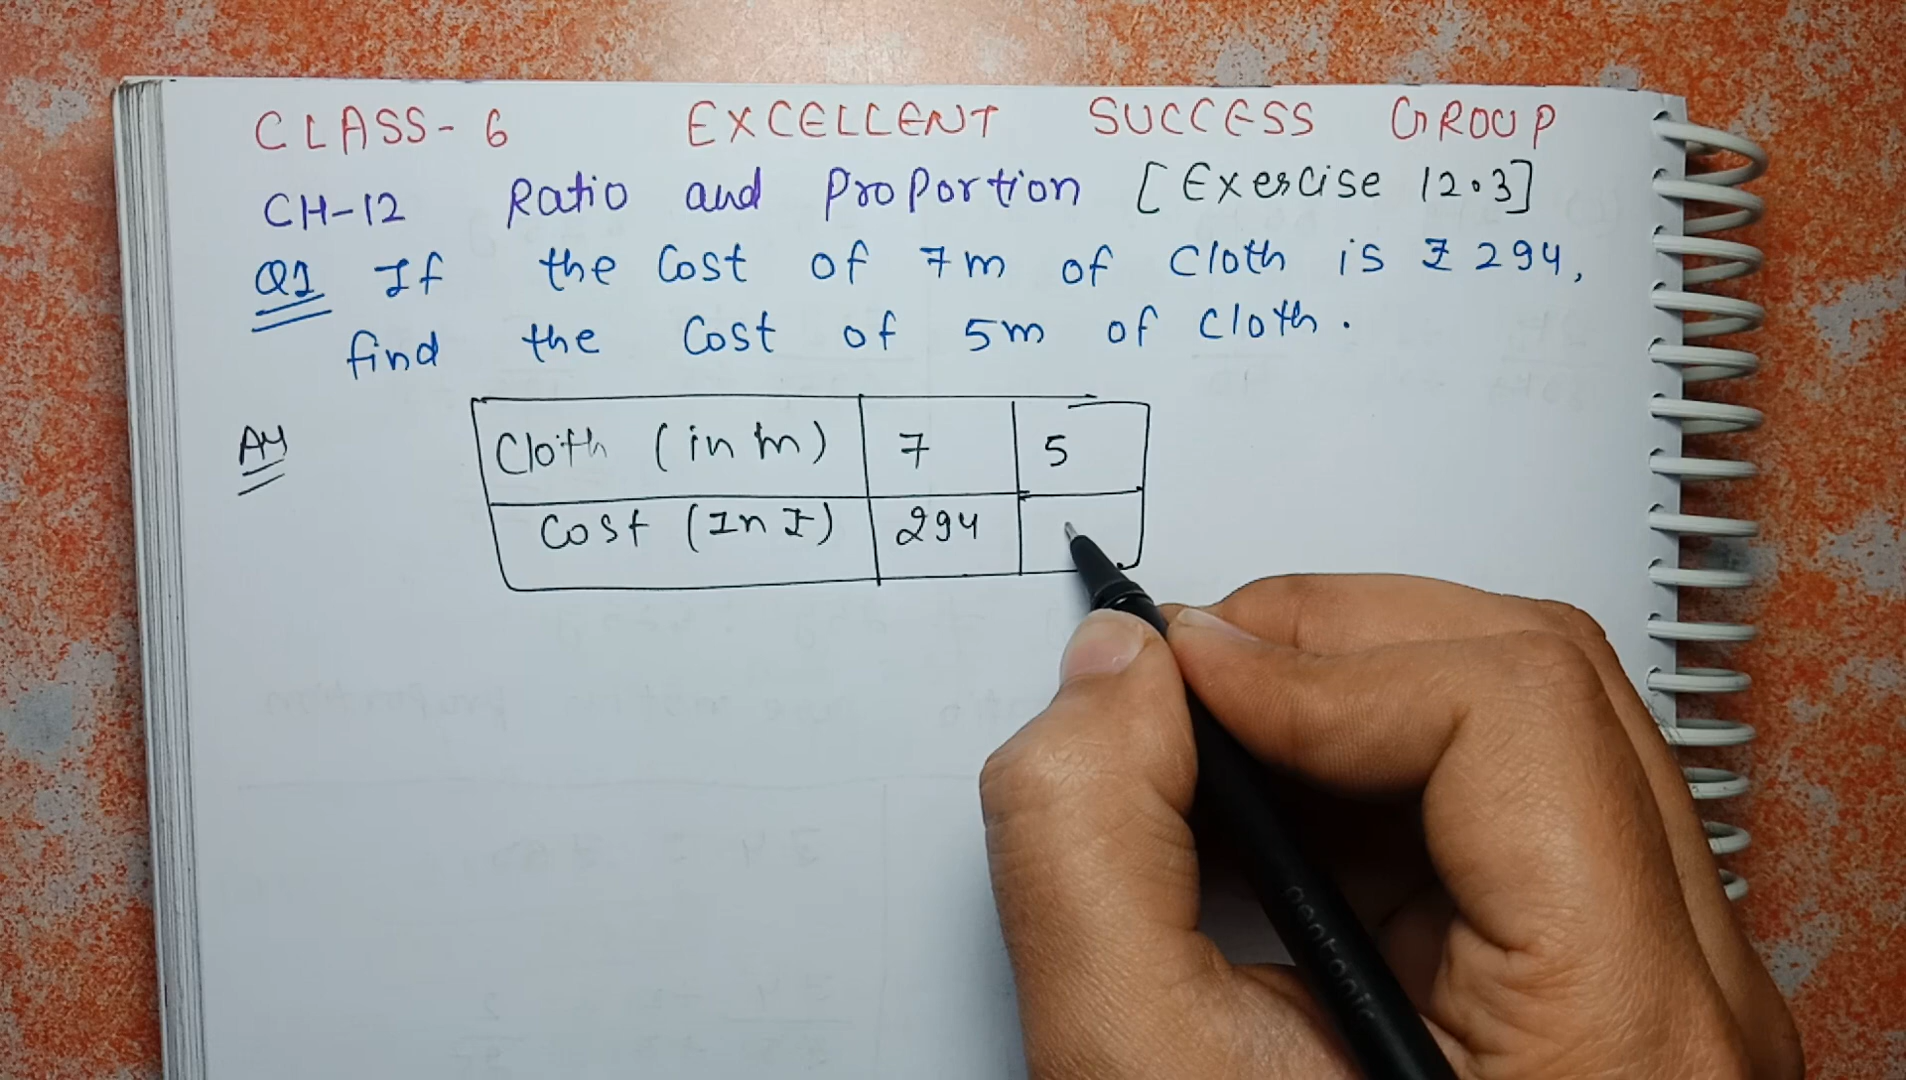 CLASS-6 EXCELLENT SUCCESS GROUP
CH-12 Ratio and Proportion [Exercise 12.3]
Q1 If the Cost of 7m of cloth is ₹ 294,
find the Cost of 5m of cloth.
Cloth (in m) 7 5
Cost (In ₹) 294
pentonic